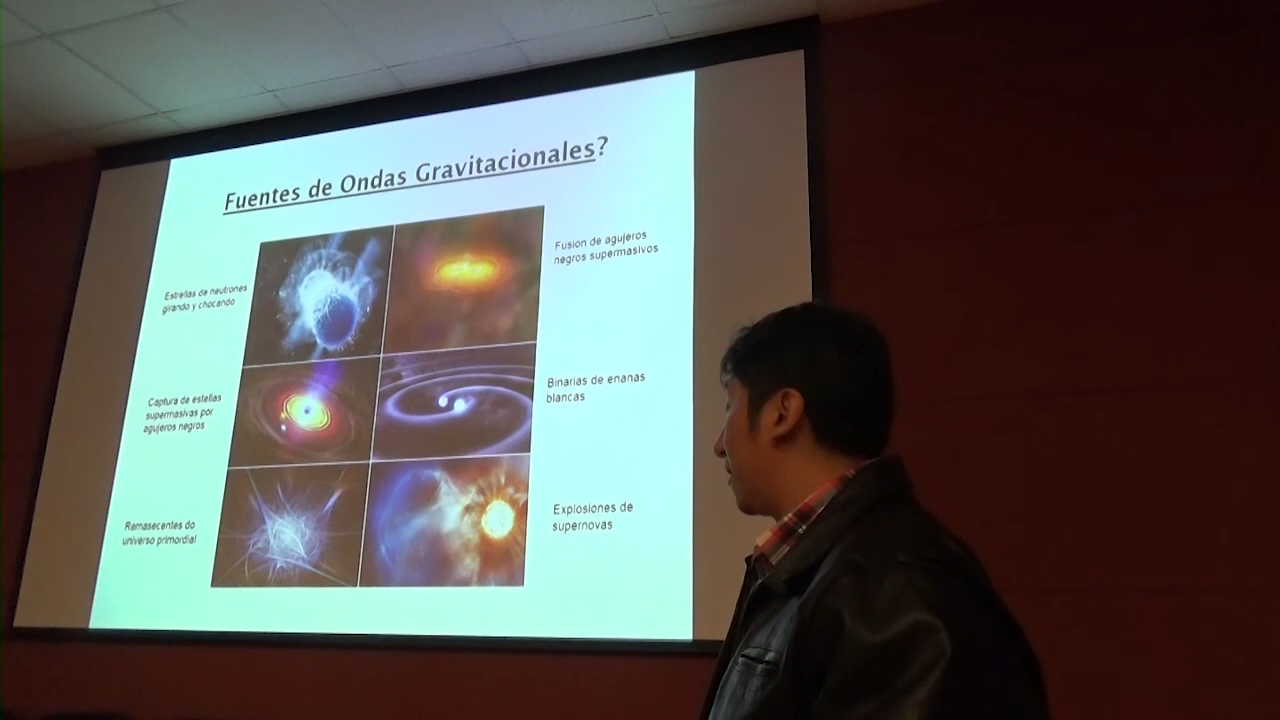 Fuentes de Ondas Gravitacionales?
Estrellas de neutrones
girando y chocando
Fusion de agujeros
negros supermasivos
Captura de estellas
supermasivas por
agujeros negros
Binarias de enanas
blancas
Remasecentes do
universo primordial
Explosiones de
supernovas